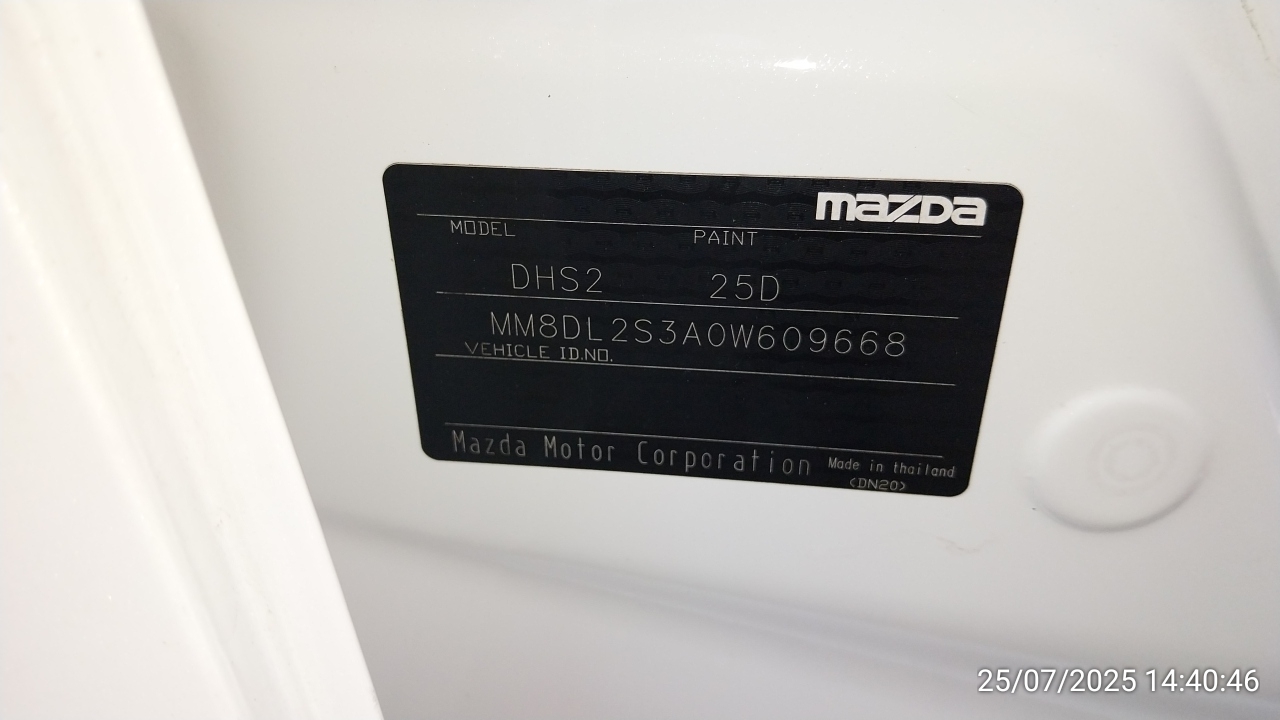 mazda
MODEL PAINT
DHS2 25D
MM8DL2S3A0W609668
VEHICLE ID.NO.
Mazda Motor Corporation Made in thailand
(DN20)
25/07/2025 14:40:46